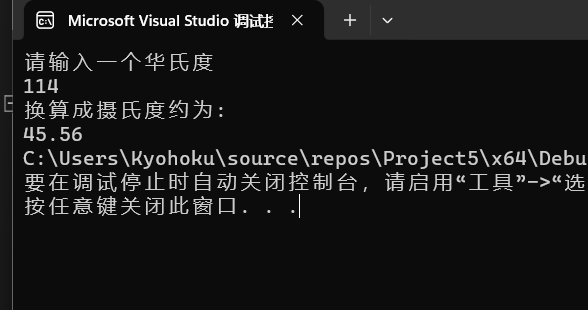 Microsoft Visual Studio 调试控
请输入一个华氏度
114
换算成摄氏度约为:
45.56
C:\Users\Kyohoku\source\repos\Project5\x64\Debu
要在调试停止时自动关闭控制台，请启用“工具”->“选
按任意键关闭此窗口. . .